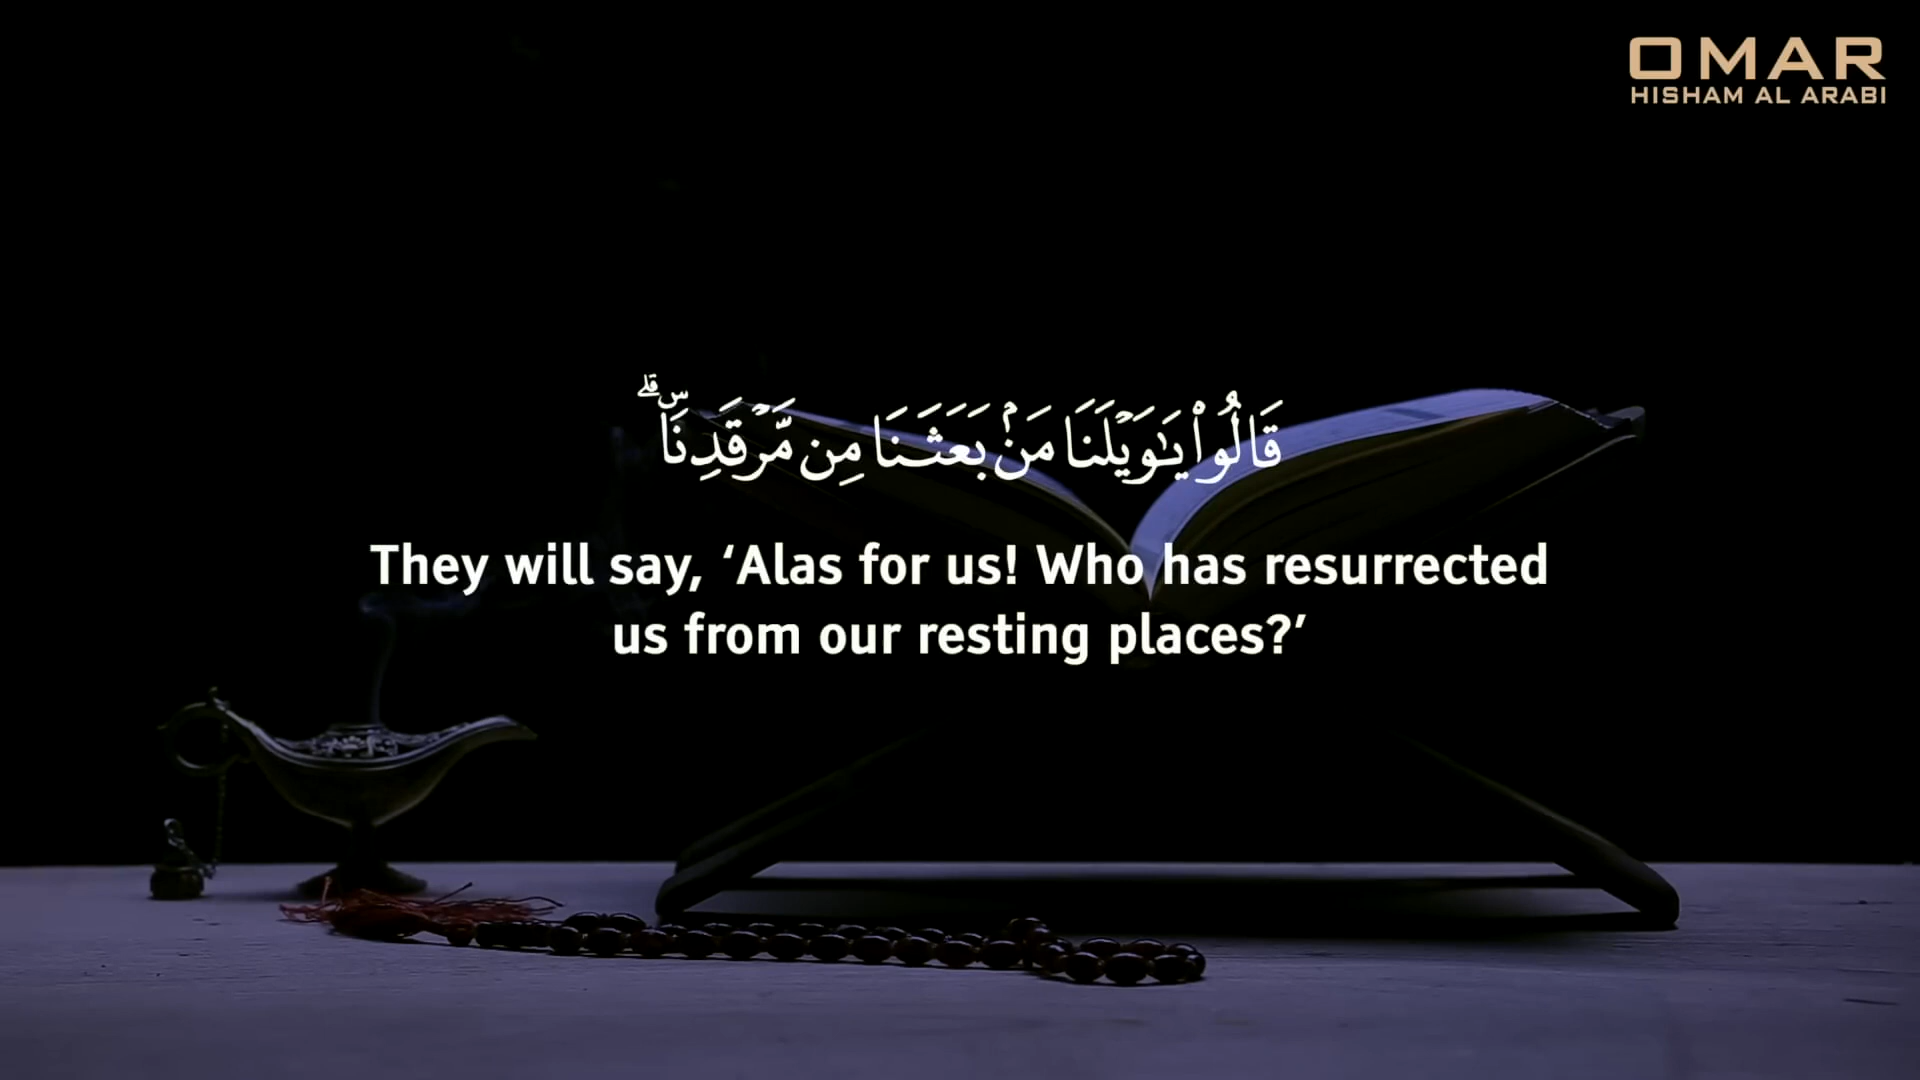 OMAR
HISHAM AL ARABI
قَالُوا۟ يَـٰوَيْلَنَا مَنۢ بَعَثَنَا مِن مَّرْقَدِنَا ۜ ۗ
They will say, ‘Alas for us! Who has resurrected
us from our resting places?’